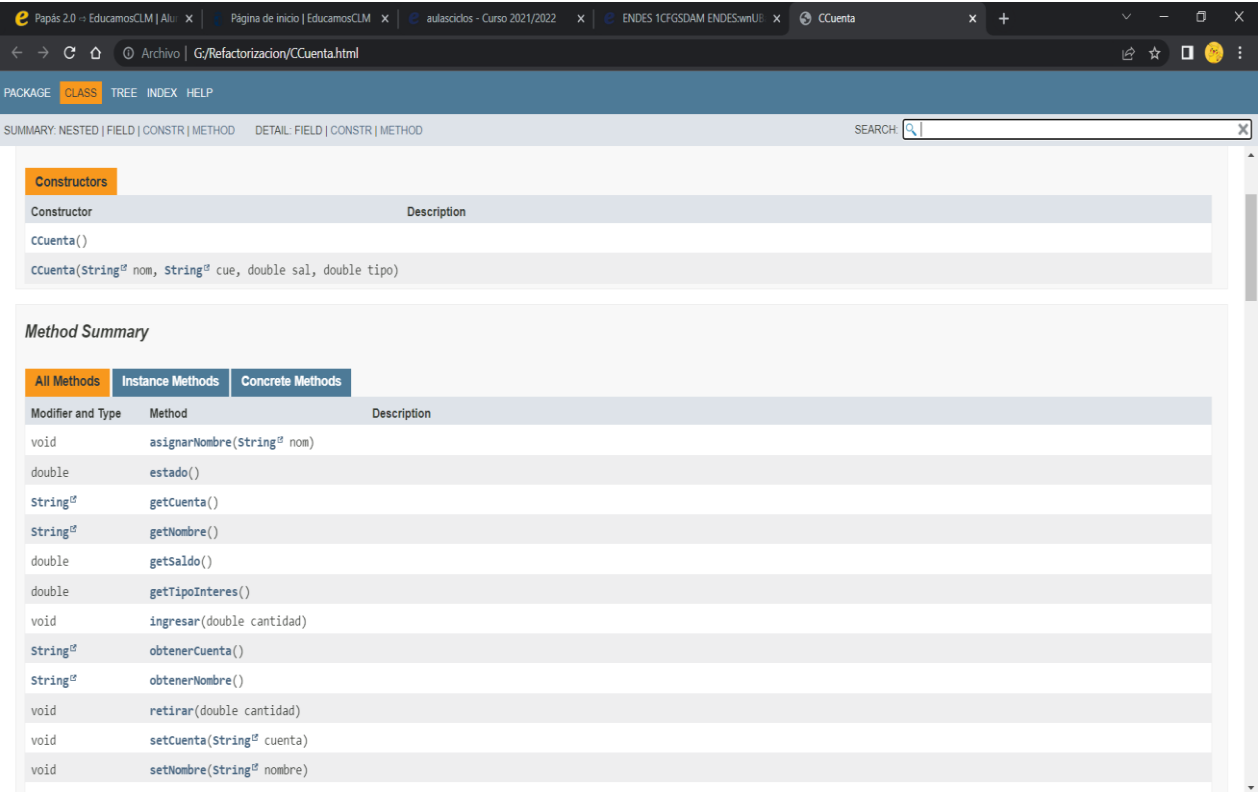 Papás 2.0 ⇨ EducamosCLM | Alur
Página de inicio | EducamosCLM
aulasciclos - Curso 2021/2022
ENDES 1CFGSDAM ENDES:wnUB
CCuenta
Archivo | G:/Refactorizacion/CCuenta.html
PACKAGE CLASS TREE INDEX HELP
SUMMARY: NESTED | FIELD | CONSTR | METHOD DETAIL: FIELD | CONSTR | METHOD SEARCH:
Constructors
Constructor Description
CCuenta()
CCuenta(String nom, String cue, double sal, double tipo)
Method Summary
All Methods Instance Methods Concrete Methods
Modifier and Type Method Description
void asignarNombre(String nom)
double estado()
String getCuenta()
String getNombre()
double getSaldo()
double getTipoInteres()
void ingresar(double cantidad)
String obtenerCuenta()
String obtenerNombre()
void retirar(double cantidad)
void setCuenta(String cuenta)
void setNombre(String nombre)